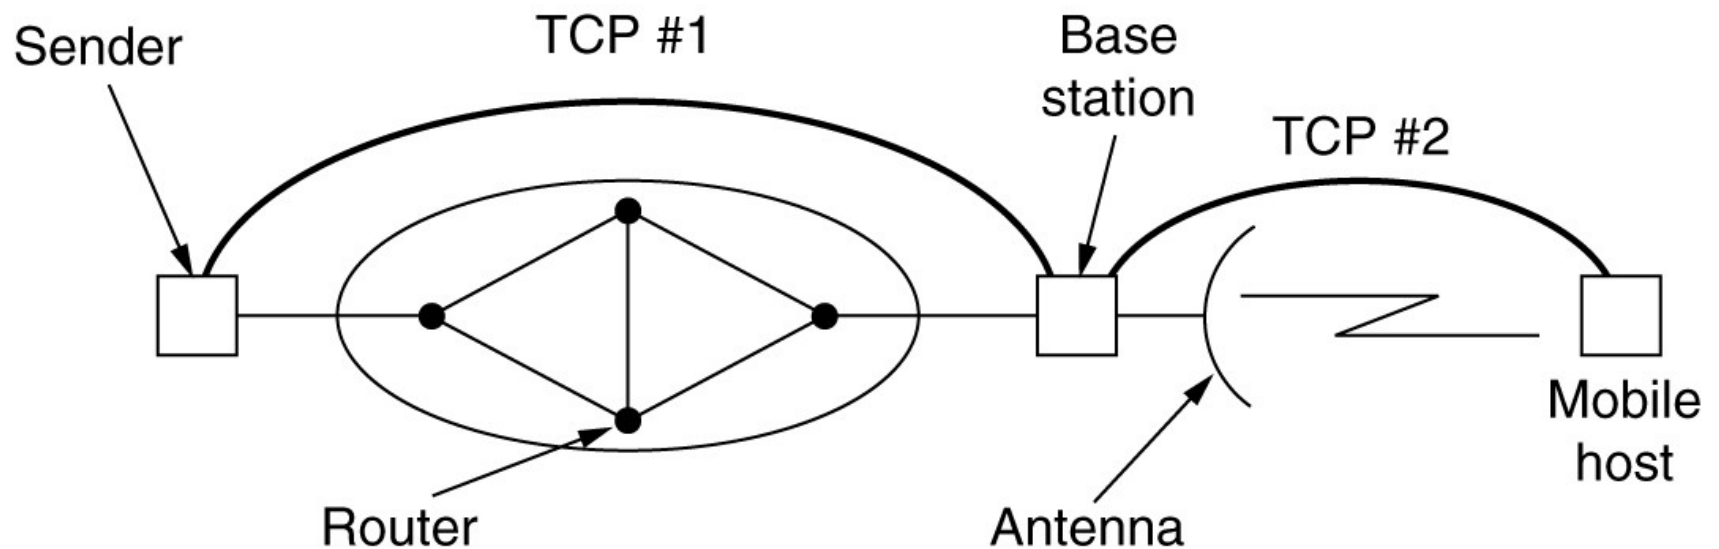 Sender
TCP #1
Base
station
TCP #2
Mobile
host
Router
Antenna